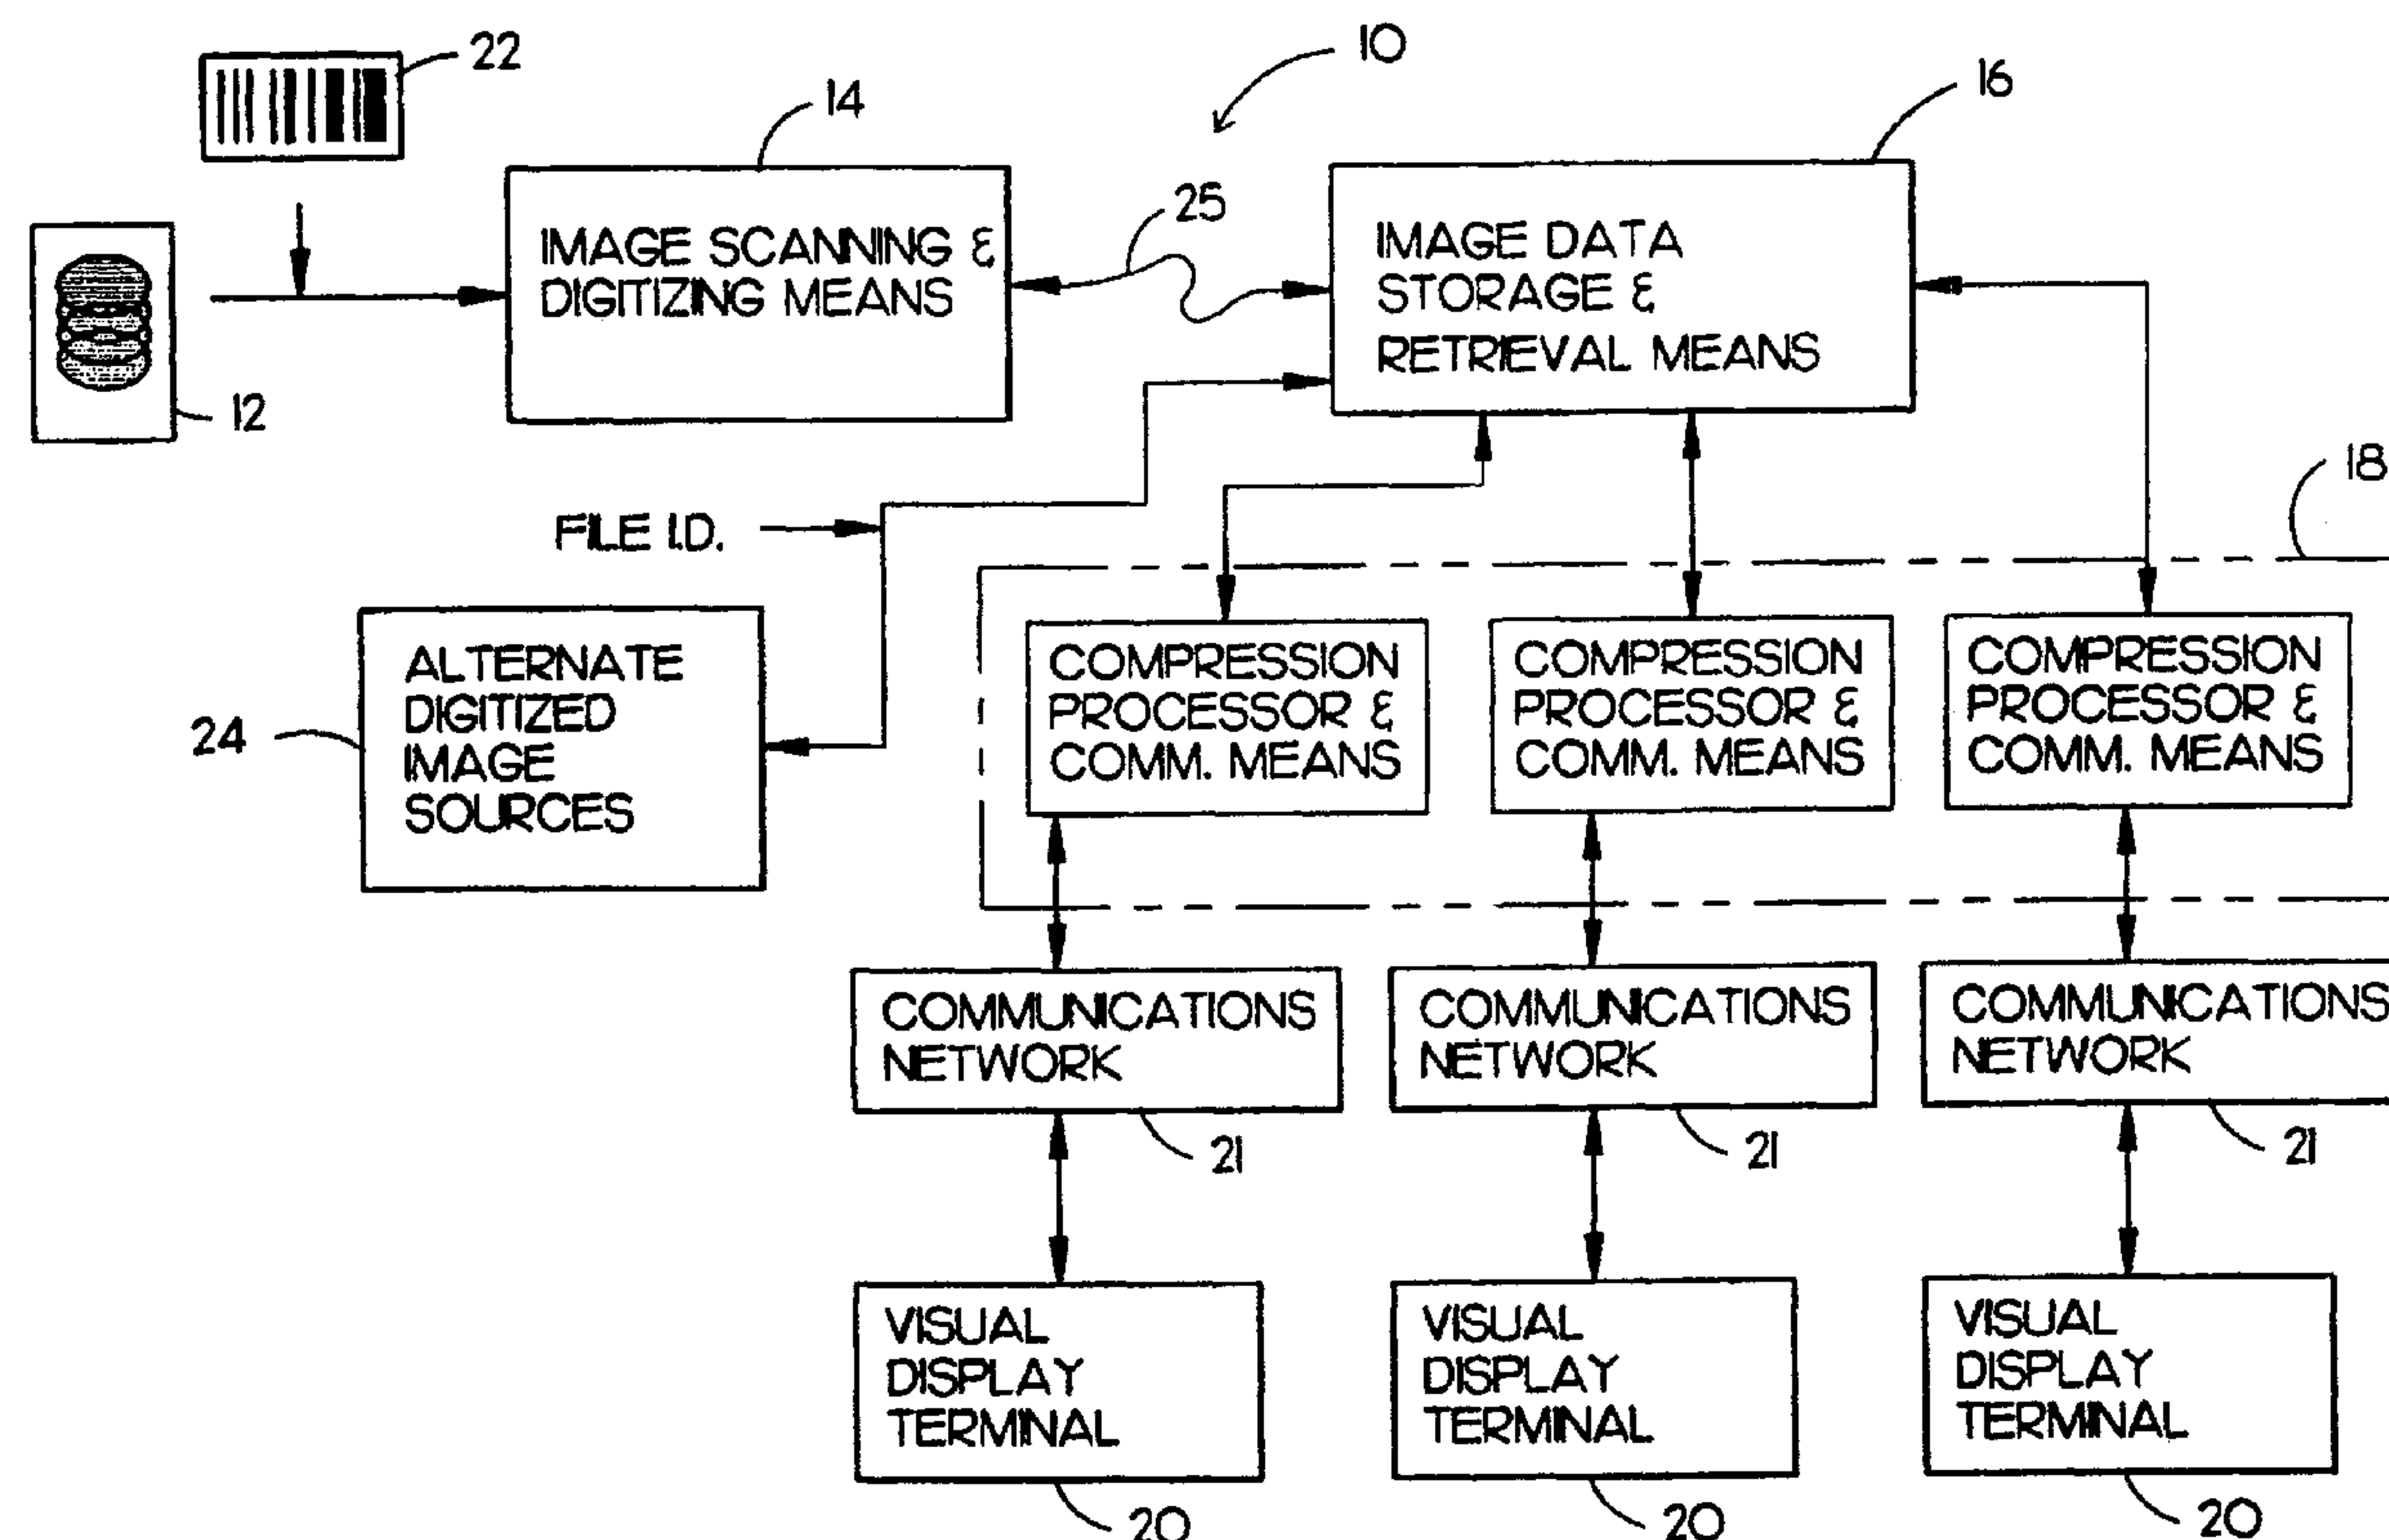 22
10
14
16
25
IMAGE SCANNING &
DIGITIZING MEANS
IMAGE DATA
STORAGE &
RETRIEVAL MEANS
12
18
FILE I.D.
24
ALTERNATE
DIGITIZED
IMAGE
SOURCES
COMPRESSION
PROCESSOR &
COMM. MEANS
COMPRESSION
PROCESSOR &
COMM. MEANS
COMPRESSION
PROCESSOR &
COMM. MEANS
COMMUNICATIONS
NETWORK
COMMUNICATIONS
NETWORK
COMMUNICATIONS
NETWORK
21
21
21
VISUAL
DISPLAY
TERMINAL
VISUAL
DISPLAY
TERMINAL
VISUAL
DISPLAY
TERMINAL
20
20
20